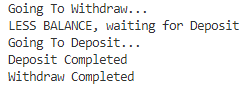 Going To Withdraw...
LESS BALANCE, waiting for Deposit
Going To Deposit...
Deposit Completed
Withdraw Completed